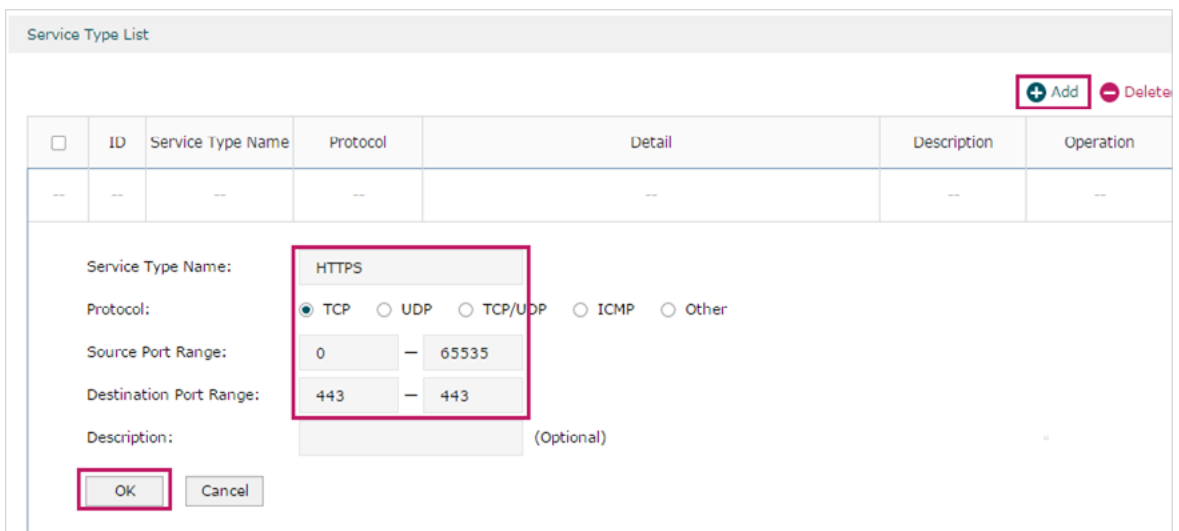 Service Type List
Add Delete
ID Service Type Name Protocol Detail Description Operation
-- -- -- -- -- -- --
Service Type Name: HTTPS
Protocol: TCP UDP TCP/UDP ICMP Other
Source Port Range: 0 — 65535
Destination Port Range: 443 — 443
Description: (Optional)
OK Cancel